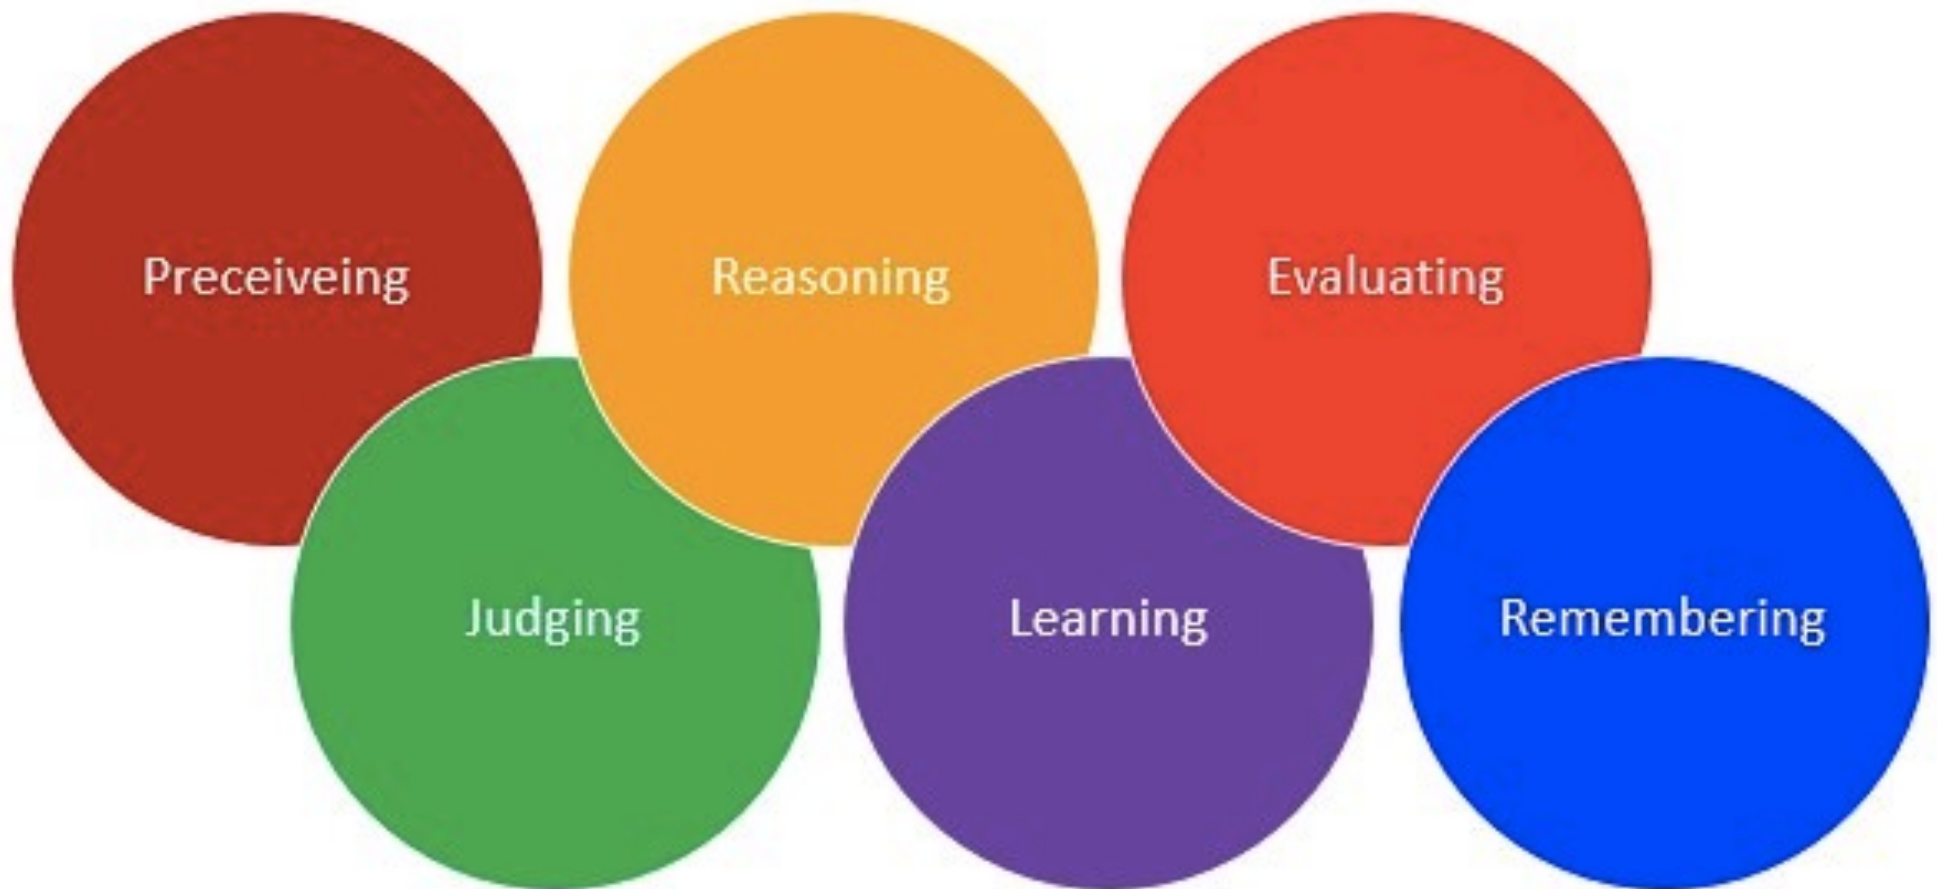 Preceiveing
Reasoning
Evaluating
Judging
Learning
Remembering